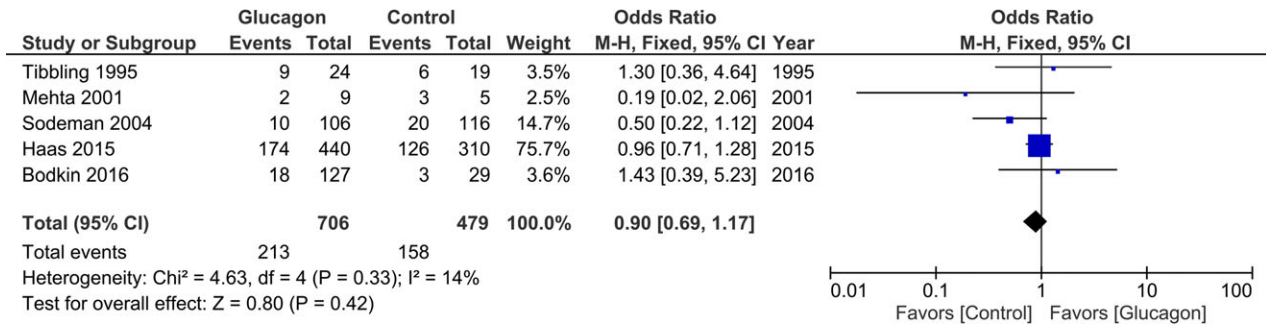 Glucagon Control Odds Ratio Odds Ratio
Study or Subgroup Events Total Events Total Weight M-H, Fixed, 95% CI Year M-H, Fixed, 95% CI
Tibbling 1995 9 24 6 19 3.5% 1.30 [0.36, 4.64] 1995
Mehta 2001 2 9 3 5 2.5% 0.19 [0.02, 2.06] 2001
Sodeman 2004 10 106 20 116 14.7% 0.50 [0.22, 1.12] 2004
Haas 2015 174 440 126 310 75.7% 0.96 [0.71, 1.28] 2015
Bodkin 2016 18 127 3 29 3.6% 1.43 [0.39, 5.23] 2016
Total (95% CI) 706 479 100.0% 0.90 [0.69, 1.17]
Total events 213 158
Heterogeneity: Chi² = 4.63, df = 4 (P = 0.33); I² = 14%
Test for overall effect: Z = 0.80 (P = 0.42)
0.01 0.1 1 10 100
Favors [Control] Favors [Glucagon]